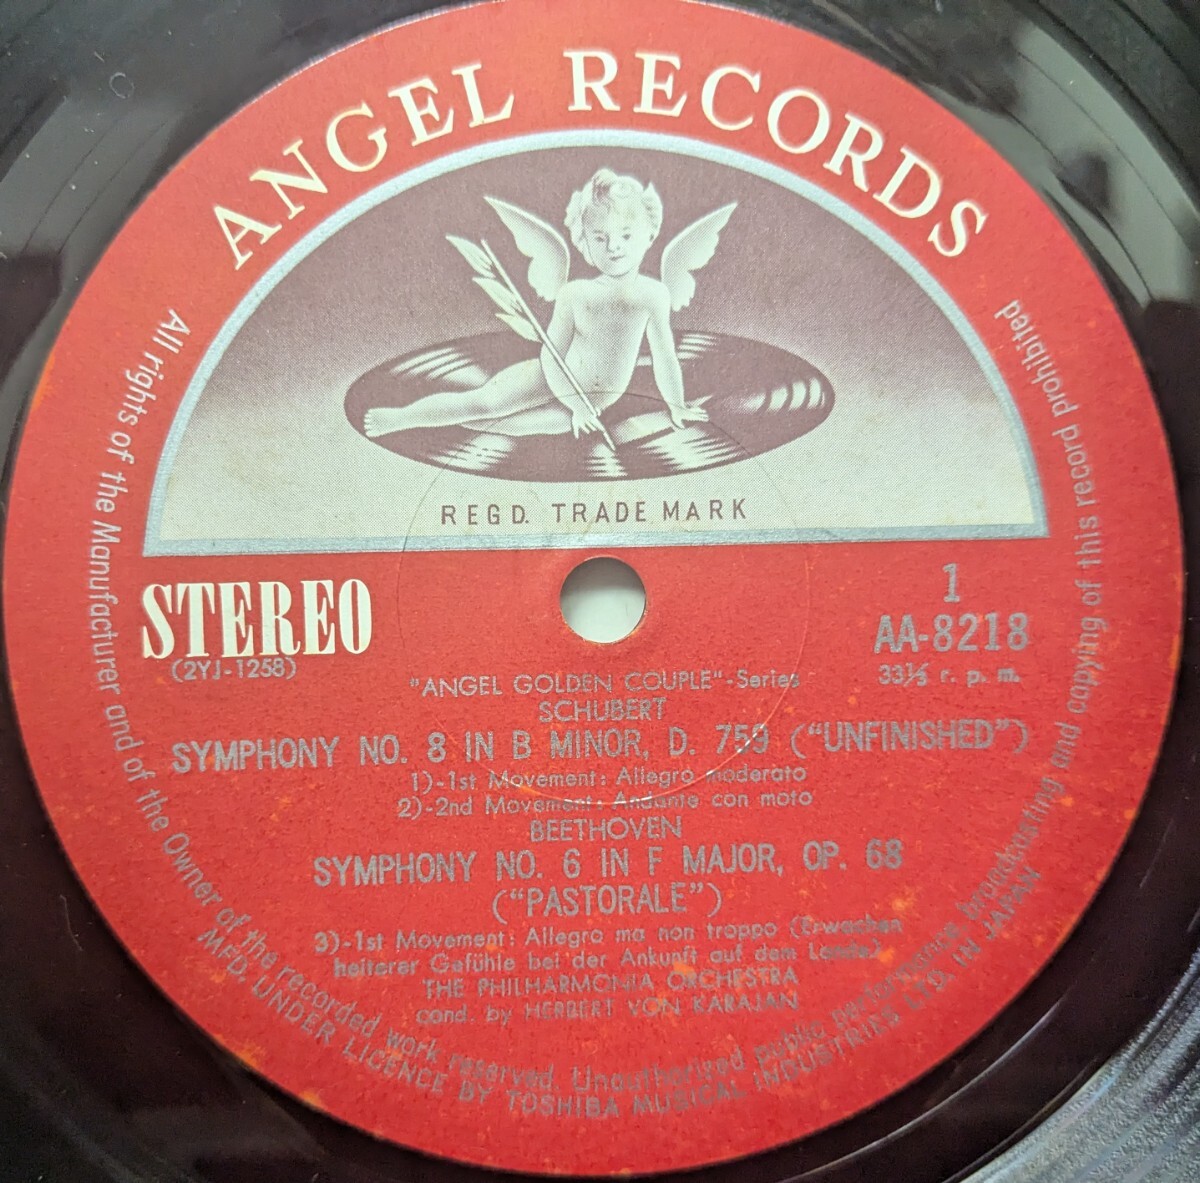 ANGEL RECORDS
REGD. TRADE MARK
STEREO
(2YJ-1258)
1
AA-8218
33⅓ r. p. m.
"ANGEL GOLDEN COUPLE"-Series
SCHUBERT
SYMPHONY NO. 8 IN B MINOR, D. 759 ("UNFINISHED")
1)-1st Movement: Allegro moderato
2)-2nd Movement: Andante con moto
BEETHOVEN
SYMPHONY NO. 6 IN F MAJOR, OP. 68
("PASTORALE")
3)-1st Movement: Allegro ma non troppo (Erwachen
heiterer Gefühle bei der Ankunft auf dem Lande)
THE PHILHARMONIA ORCHESTRA
cond. by HERBERT VON KARAJAN
All rights of the Manufacturer and of the Owner of the recorded work reserved. Unauthorized public performance, broadcasting and copying of this record prohibited
MFD. UNDER LICENCE BY TOSHIBA MUSICAL INDUSTRIES LTD. IN JAPAN